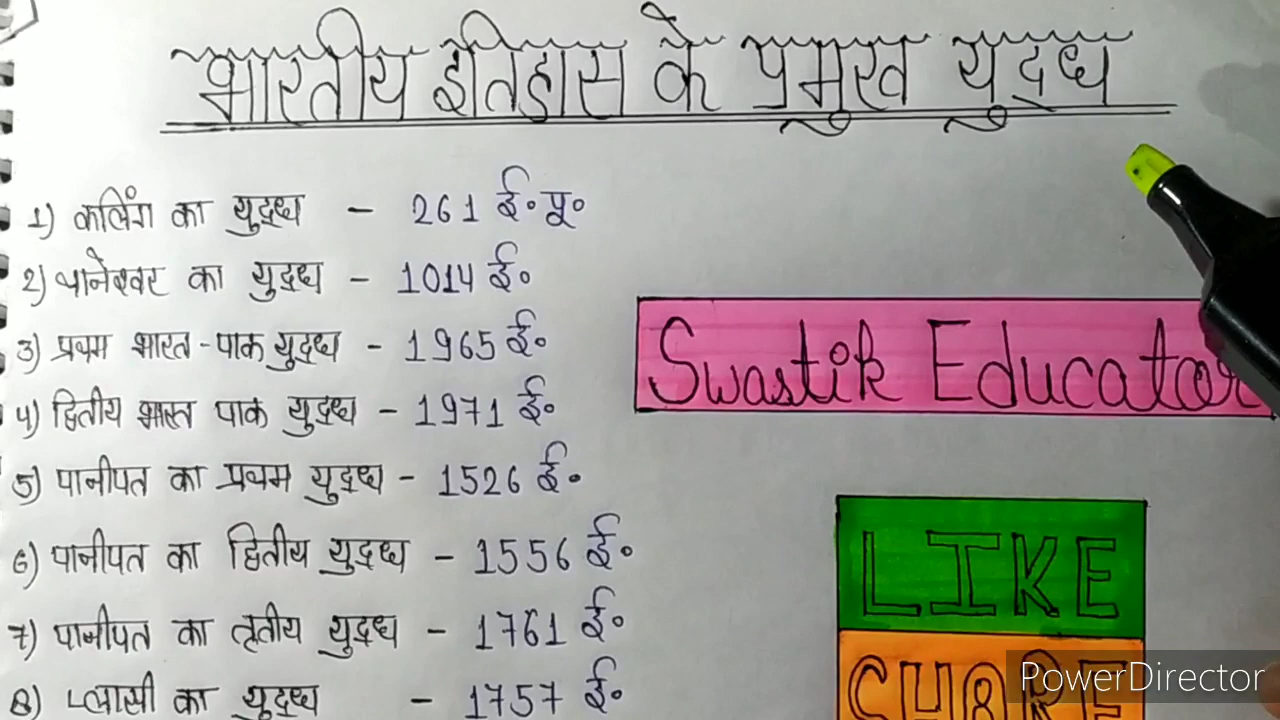 भारतीय इतिहास के प्रमुख युद्ध
1) कलिंग का युद्ध - 261 ई॰ पू॰
2) थानेश्वर का युद्ध - 1014 ई॰
3) प्रथम भारत-पाक युद्ध - 1965 ई॰
4) द्वितीय भारत पाक युद्ध - 1971 ई॰
5) पानीपत का प्रथम युद्ध - 1526 ई॰
6) पानीपत का द्वितीय युद्ध - 1556 ई॰
7) पानीपत का तृतीय युद्ध - 1761 ई॰
8) प्लासी का युद्ध - 1757 ई॰
Swastik Educator
LIKE
SHARE
PowerDirector